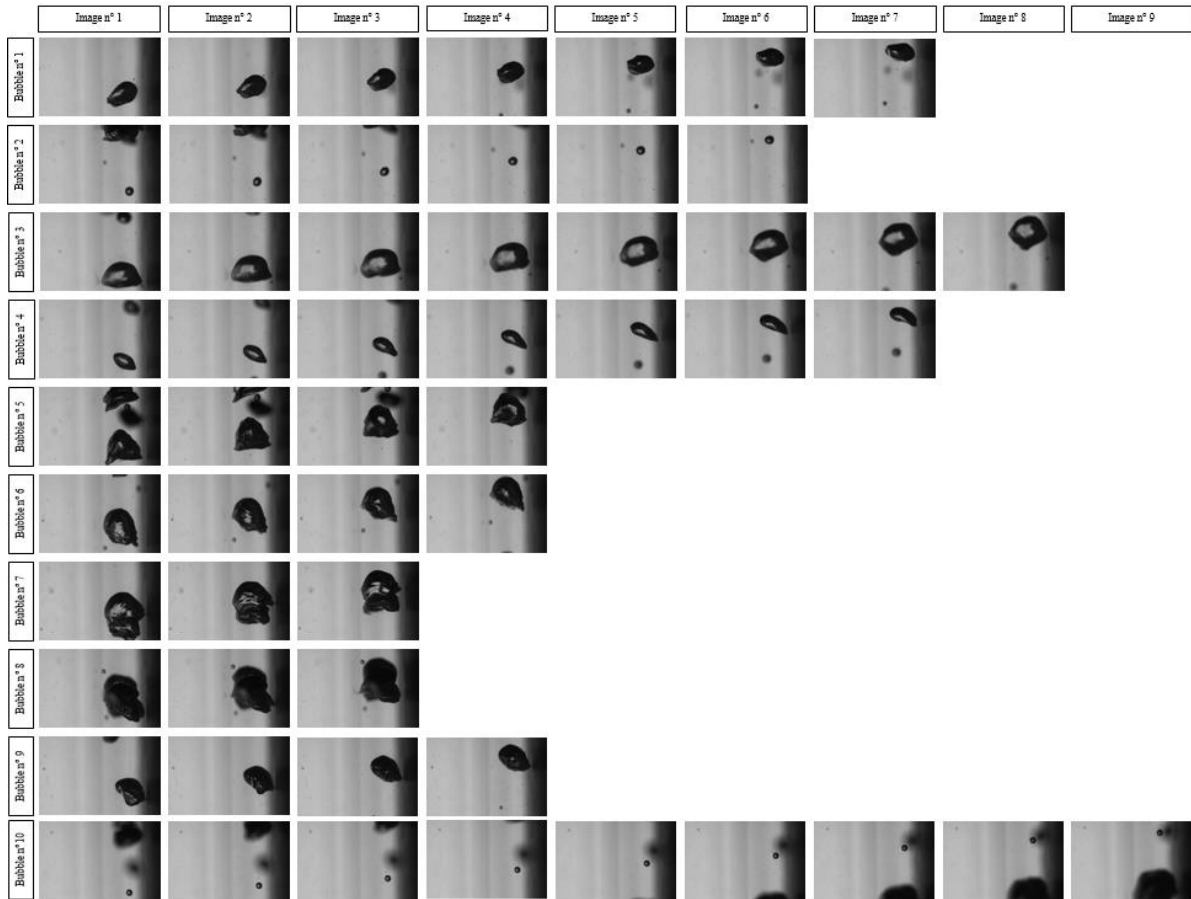 Image n° 1
Image n° 2
Image n° 3
Image n° 4
Image n° 5
Image n° 6
Image n° 7
Image n° 8
Image n° 9
Bubble n° 1
Bubble n° 2
Bubble n° 3
Bubble n° 4
Bubble n° 5
Bubble n° 6
Bubble n° 7
Bubble n° 8
Bubble n° 9
Bubble n°10